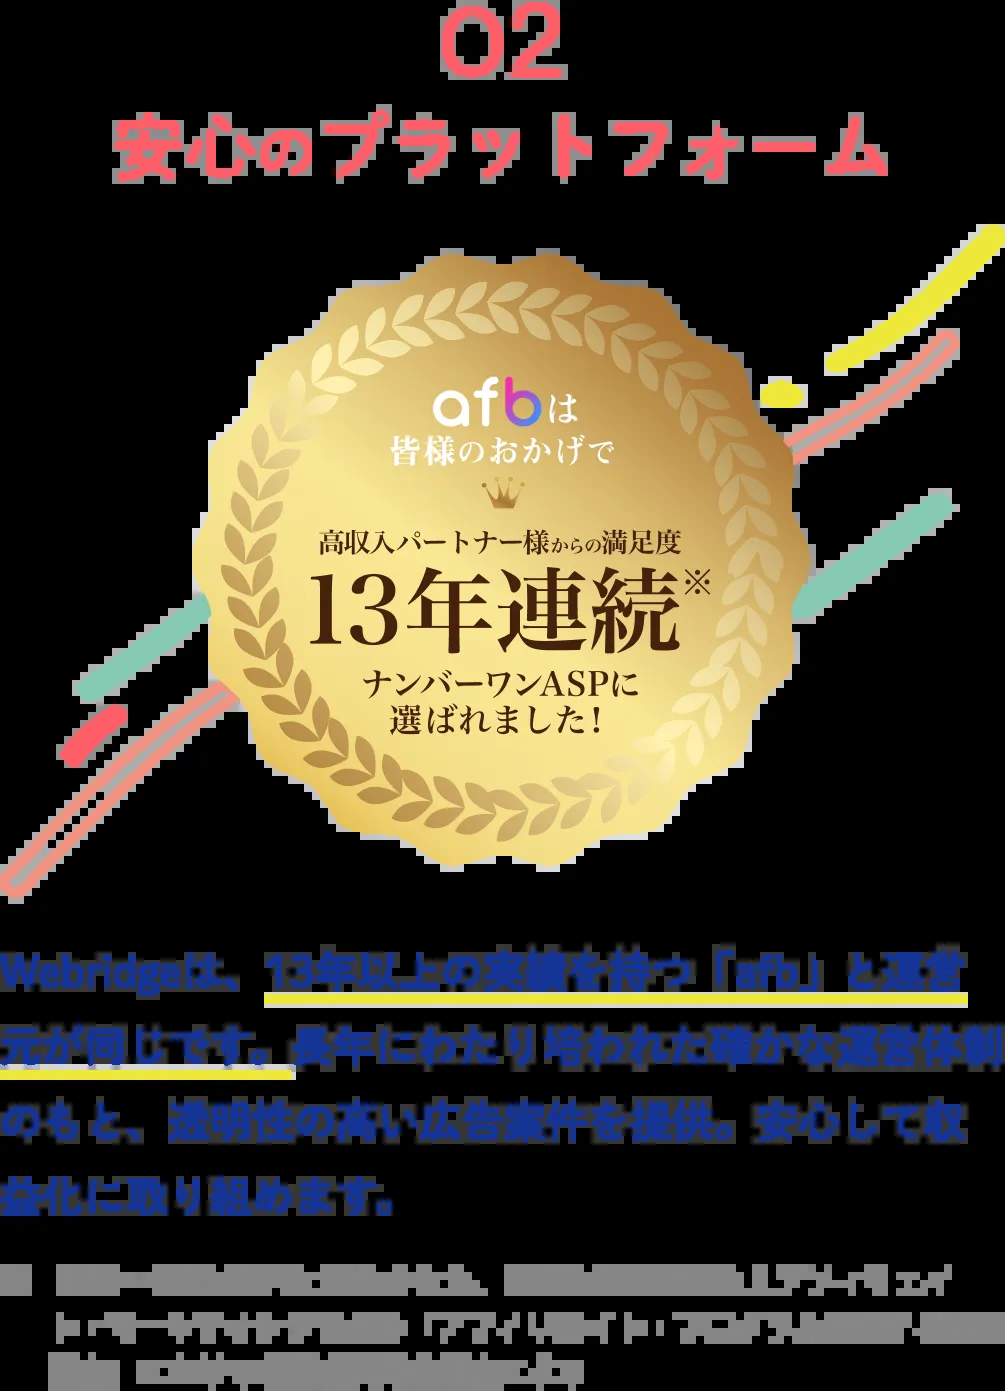 02
安心のプラットフォーム
afbは
皆様のおかげで
高収入パートナー様からの満足度
13年連続※
ナンバーワンASPに
選ばれました!
Webridgeは、13年以上の実績を持つ「afb」と運営
元が同じです。長年にわたり培われた確かな運営体制
のもと、透明性の高い広告案件を提供。安心して収
益化に取り組めます。